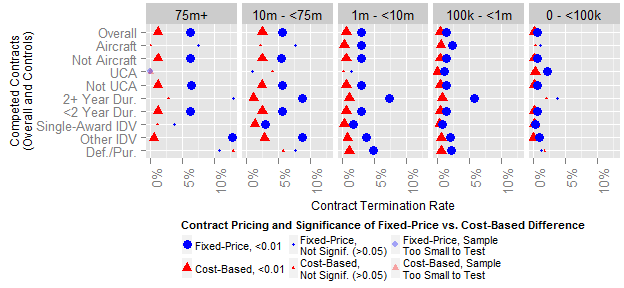 75m+ 10m - <75m 1m - <10m 100k - <1m 0 - <100k
Competed Contracts
(Overall and Controls)
Overall
Aircraft
Not Aircraft
UCA
Not UCA
2+ Year Dur.
<2 Year Dur.
Single-Award IDV
Other IDV
Def./Pur.
0% 5% 10% 0% 5% 10% 0% 5% 10% 0% 5% 10% 0% 5% 10%
Contract Termination Rate
Contract Pricing and Significance of Fixed-Price vs. Cost-Based Difference
Fixed-Price, <0.01
Cost-Based, <0.01
Fixed-Price,
Not Signif. (>0.05)
Cost-Based,
Not Signif. (>0.05)
Fixed-Price, Sample
Too Small to Test
Cost-Based, Sample
Too Small to Test